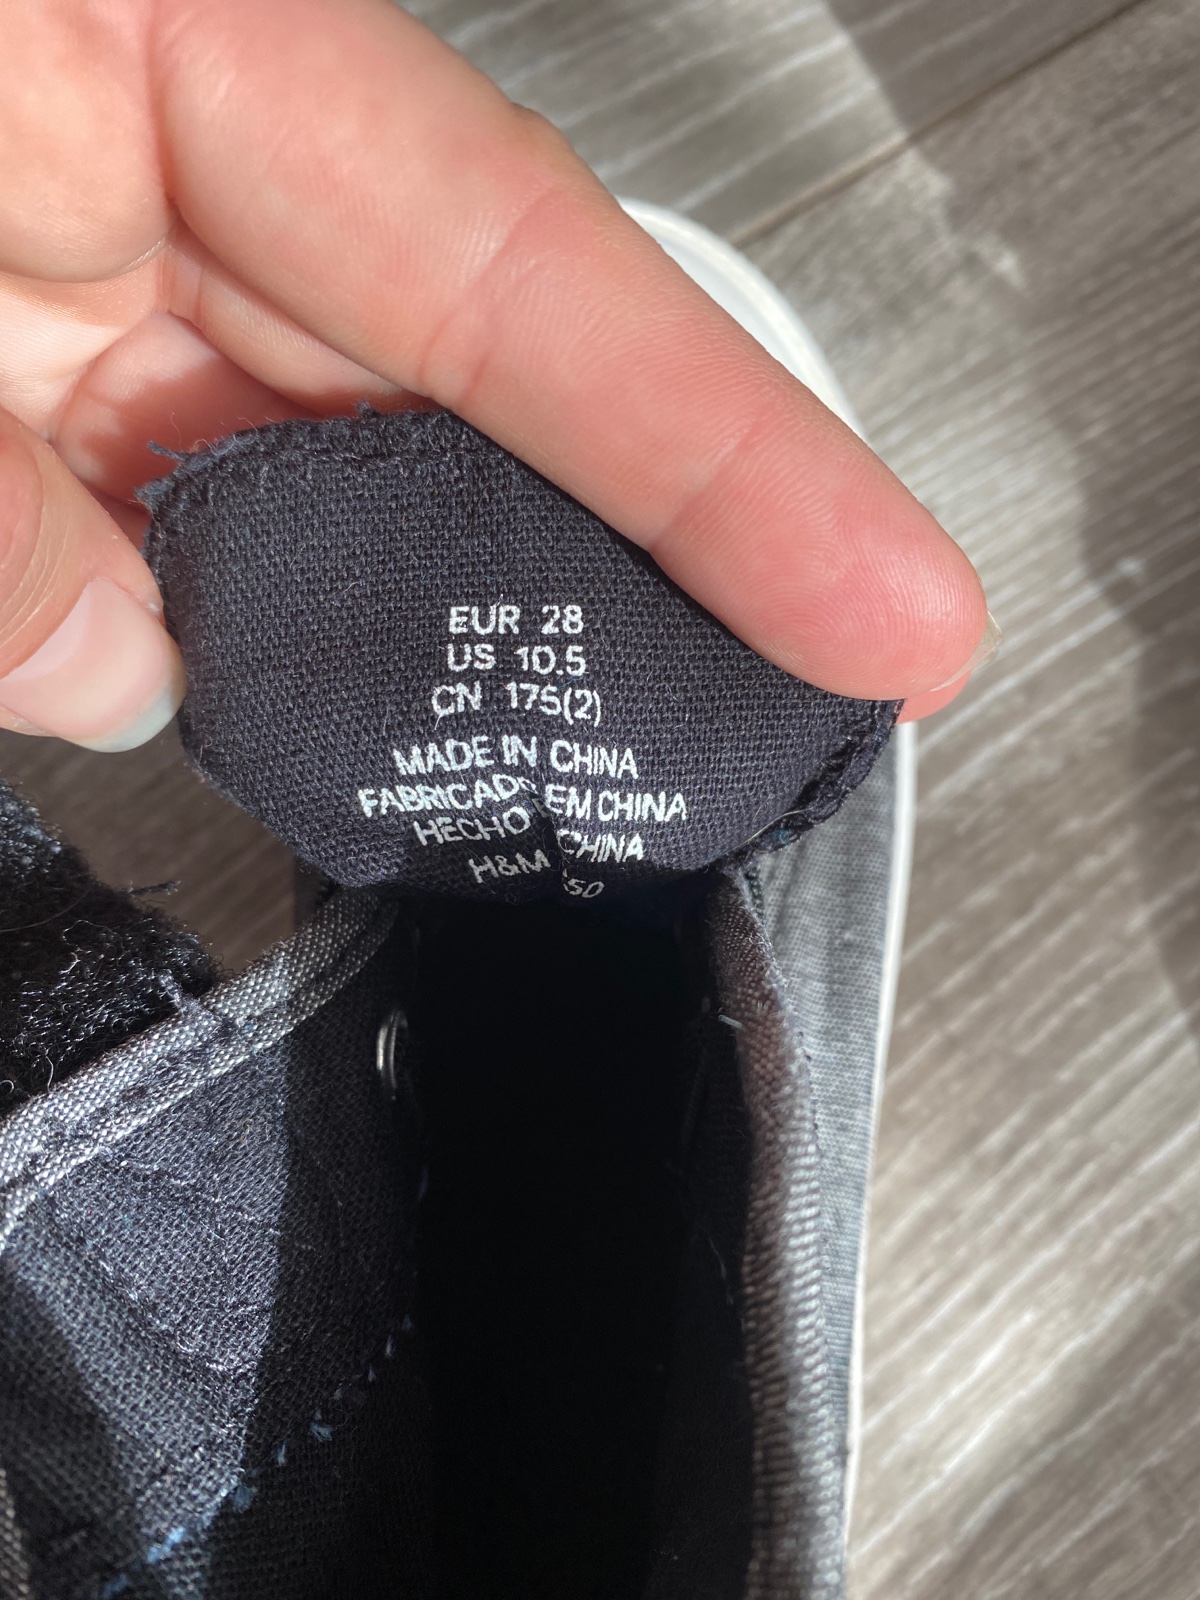 EUR 28
US 10.5
CN 175(2)
MADE IN CHINA
FABRICADO EM CHINA
HECHO CHINA
H&M